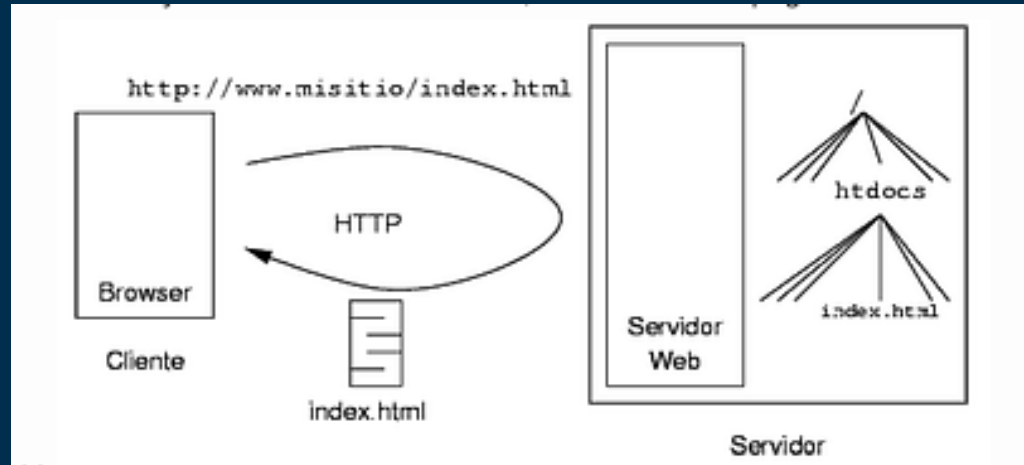 http://www.misitio/index.html
/
htdocs
HTTP
Browser
index.html
Servidor
Web
Cliente
index.html
Servidor